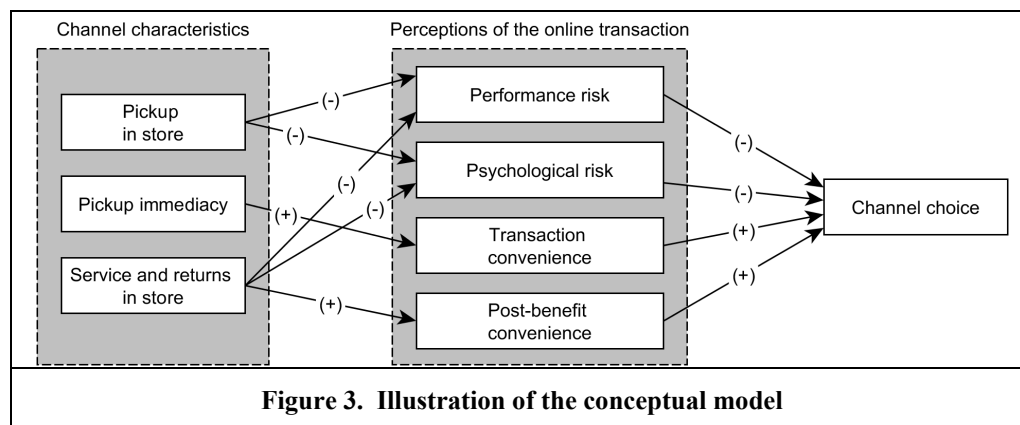 Channel characteristics
Perceptions of the online transaction
Pickup
in store
Pickup immediacy
Service and returns
in store
(-)
(-)
(-)
(-)
(+)
(+)
Performance risk
Psychological risk
Transaction
convenience
Post-benefit
convenience
(-)
(-)
(+)
(+)
Channel choice
Figure 3. Illustration of the conceptual model